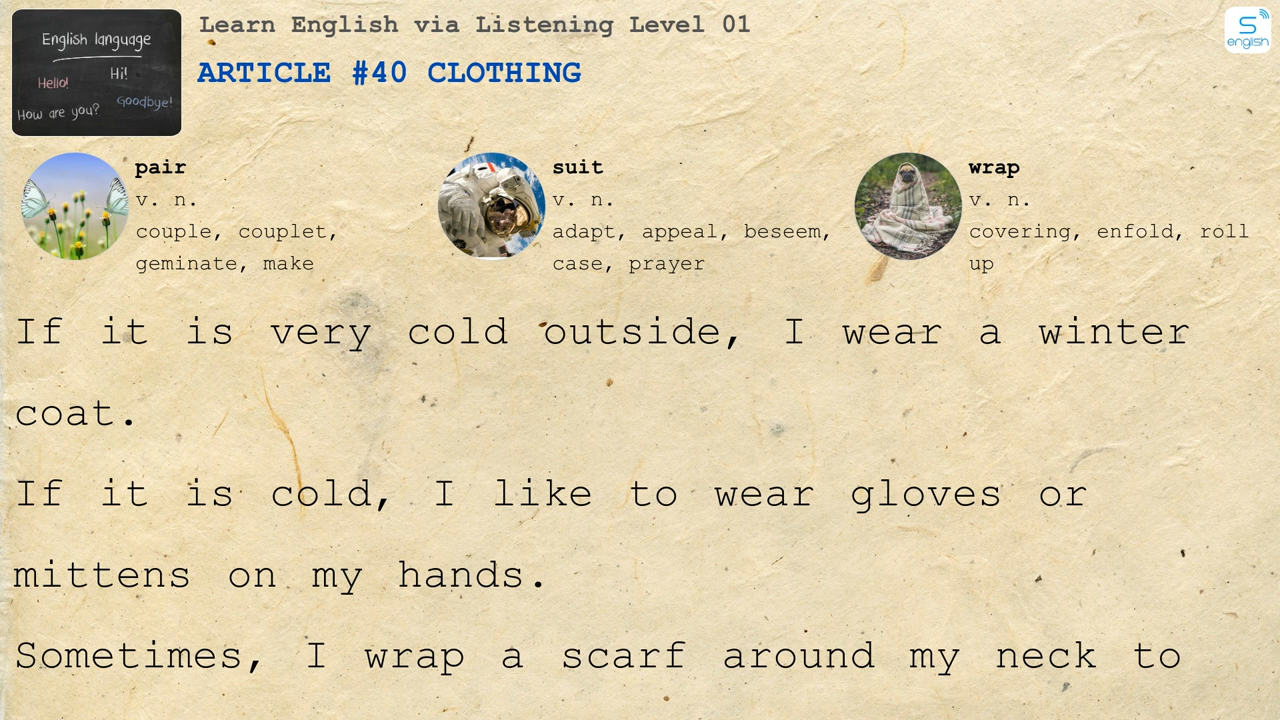 English language
Hello!
Hi!
How are you?
Goodbye!
Learn English via Listening Level 01
ARTICLE #40 CLOTHING
S
english
pair
v. n.
couple, couplet,
geminate, make
suit
v. n.
adapt, appeal, beseem,
case, prayer
wrap
v. n.
covering, enfold, roll
up
If it is very cold outside, I wear a winter
coat.
If it is cold, I like to wear gloves or
mittens on my hands.
Sometimes, I wrap a scarf around my neck to